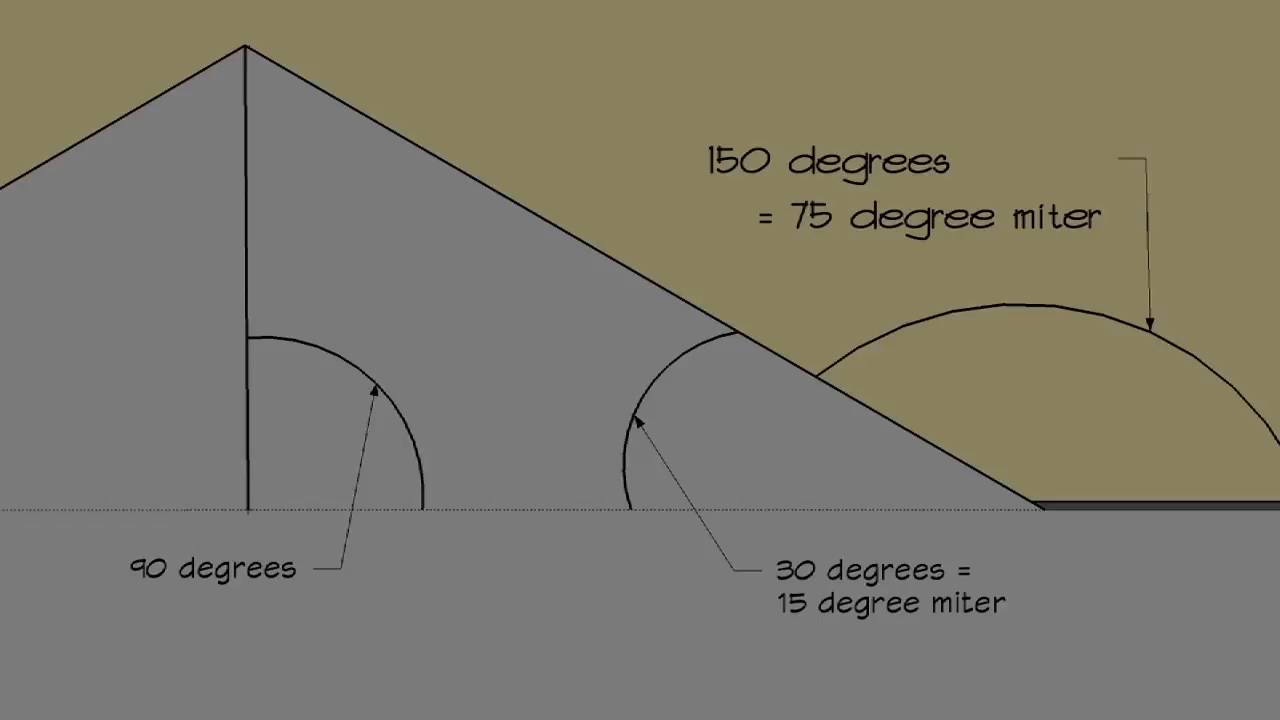 150 degrees
= 75 degree miter
90 degrees
30 degrees =
15 degree miter